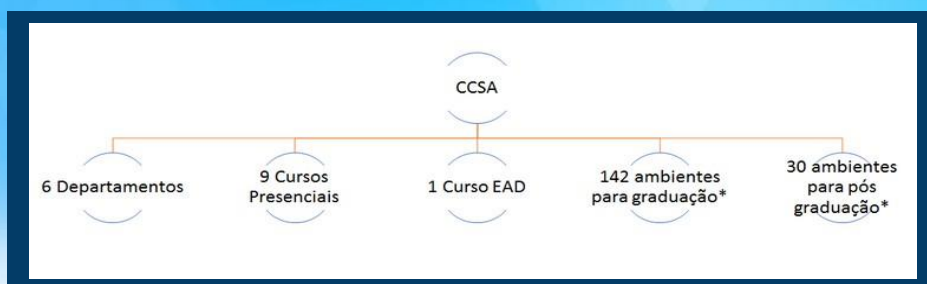 CCSA
6 Departamentos
9 Cursos
Presenciais
1 Curso EAD
142 ambientes
para graduação*
30 ambientes
para pós
graduação*